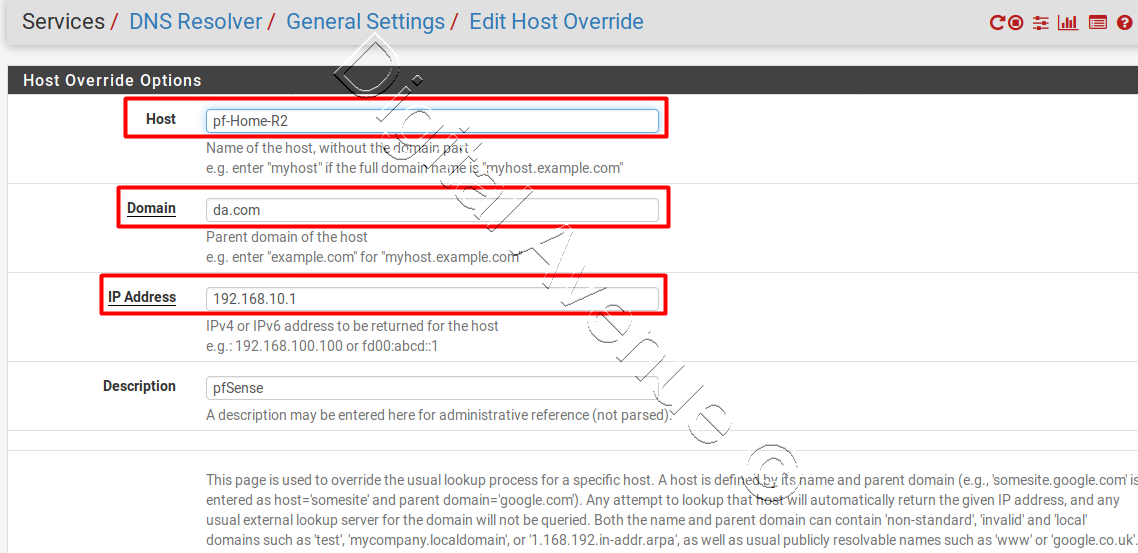 Services / DNS Resolver / General Settings / Edit Host Override
Host Override Options
Host
pf-Home-R2
Name of the host, without the domain part
e.g. enter "myhost" if the full domain name is "myhost.example.com"
Domain
da.com
Parent domain of the host
e.g. enter "example.com" for "myhost.example.com"
IP Address
192.168.10.1
IPv4 or IPv6 address to be returned for the host
e.g.: 192.168.100.100 or fd00:abcd::1
Description
pfSense
A description may be entered here for administrative reference (not parsed).
This page is used to override the usual lookup process for a specific host. A host is defined by its name and parent domain (e.g., 'somesite.google.com' is
entered as host='somesite' and parent domain='google.com'). Any attempt to lookup that host will automatically return the given IP address, and any
usual external lookup server for the domain will not be queried. Both the name and parent domain can contain 'non-standard', 'invalid' and 'local'
domains such as 'test', 'mycompany.localdomain', or '1.168.192.in-addr.arpa', as well as usual publicly resolvable names such as 'www' or 'google.co.uk'.
Digital Avenue ©